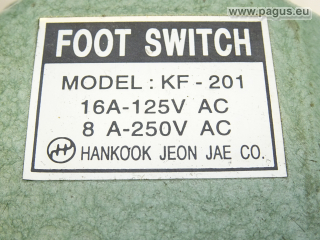 www.pagus.eu
FOOT SWITCH
MODEL : KF - 201
16A-125V AC
8 A-250V AC
HANKOOK JEON JAE CO.